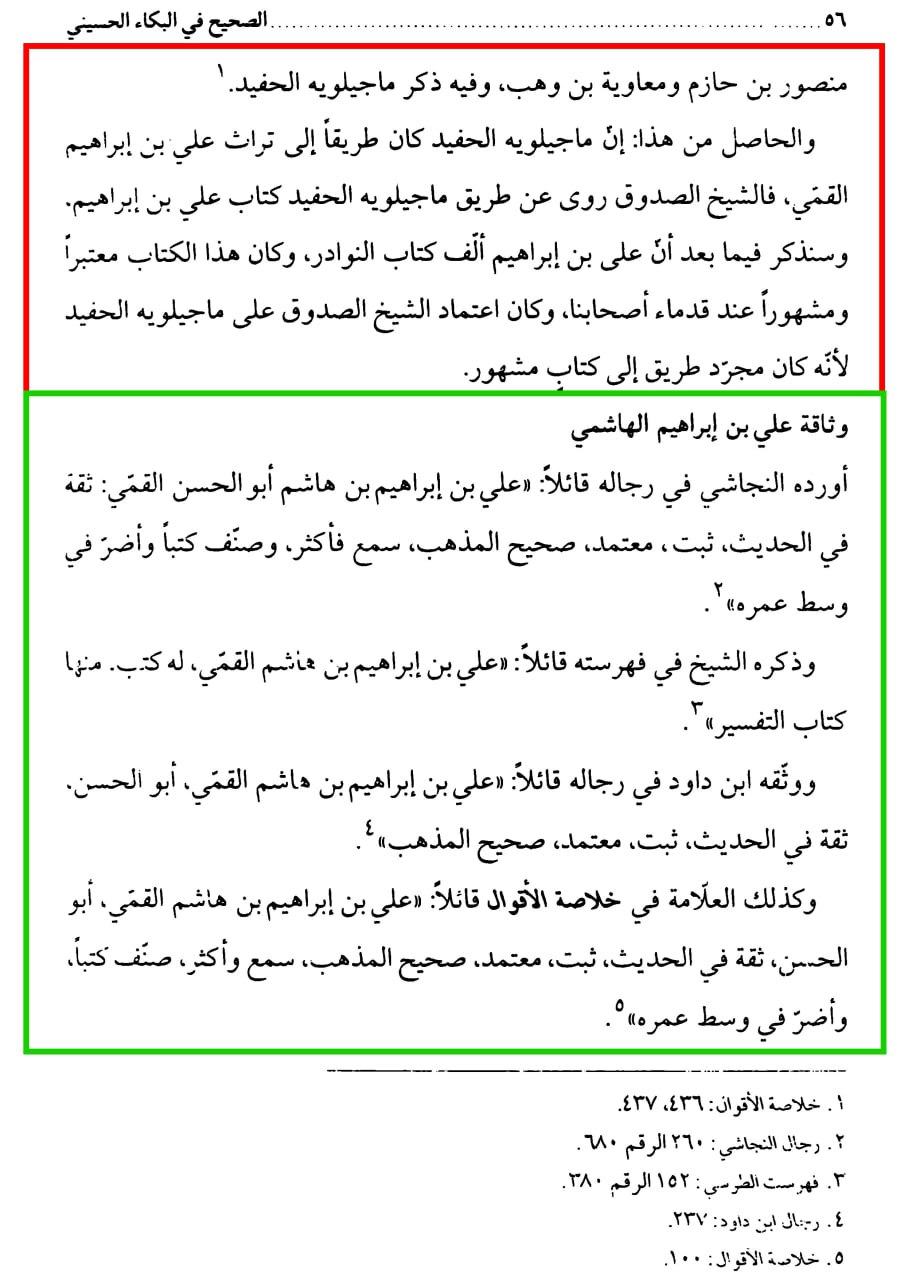 ٥٦ ........................................................ الصحيح في البكاء الحسيني
منصور بن حازم ومعاوية بن وهب، وفيه ذكر ماجيلويه الحفيد.١
والحاصل من هذا: إنّ ماجيلويه الحفيد كان طريقاً إلى تراث علي بن إبراهيم
القمّي، فالشيخ الصدوق روى عن طريق ماجيلويه الحفيد كتاب علي بن إبراهيم.
وسنذكر فيما بعد أنّ على بن إبراهيم ألّف كتاب النوادر، وكان هذا الكتاب معتبراً
ومشهوراً عند قدماء أصحابنا، وكان اعتماد الشيخ الصدوق على ماجيلويه الحفيد
لأنّه كان مجرّد طريق إلى كتابٍ مشهور.
وثاقة علي بن إبراهيم الهاشمي
أورده النجاشي في رجاله قائلاً: «علي بن إبراهيم بن هاشم أبو الحسن القمّي: ثقة
في الحديث، ثبت، معتمد، صحيح المذهب، سمع فأكثر، وصنّف كتباً وأضرّ في
وسط عمره»٢.
وذكره الشيخ في فهرسته قائلاً: «علي بن إبراهيم بن هاشم القمّي، له كتب. منها
كتاب التفسير»٣.
ووثّقه ابن داود في رجاله قائلاً: «علي بن إبراهيم بن هاشم القمّي، أبو الحسن.
ثقة في الحديث، ثبت، معتمد، صحيح المذهب»٤.
وكذلك العلّامة في خلاصة الأقوال قائلاً: «علي بن إبراهيم بن هاشم القمّي، أبو
الحسن، ثقة في الحديث، ثبت، معتمد، صحيح المذهب، سمع وأكثر، صنّف كتباً،
وأضرّ في وسط عمره»٥.
١. خلاصة الأقوال: ٤٣٦، ٤٣٧.
٢. رجال النجاشي: ٢٦٠ الرقم ٦٨٠.
٣. فهرست الطوسي: ١٥٢ الرقم ٣٨٠.
٤. رجال ابن داود: ٢٣٧.
٥. خلاصة الأقوال: ١٠٠.